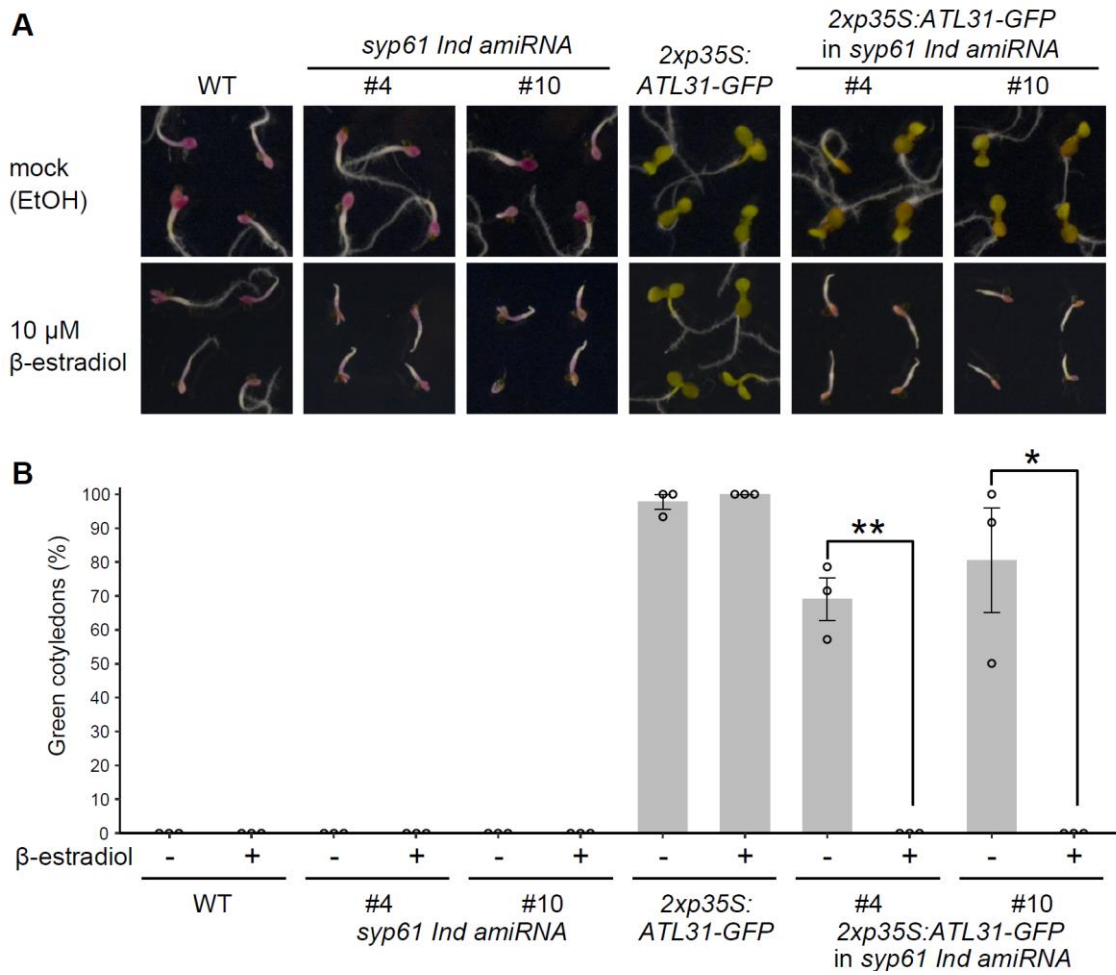 A
2xp35S:ATL31-GFP
in syp61 Ind amiRNA
syp61 Ind amiRNA
2xp35S:
ATL31-GFP
WT
#4
#10
#4
#10
mock
(EtOH)
10 μM
β-estradiol
B
Green cotyledons (%)
100
90
80
70
60
50
40
30
20
10
0
**
*
β-estradiol
- + - + - + - + - + - +
WT
#4
#10
syp61 Ind amiRNA
2xp35S:
ATL31-GFP
#4
#10
2xp35S:ATL31-GFP
in syp61 Ind amiRNA